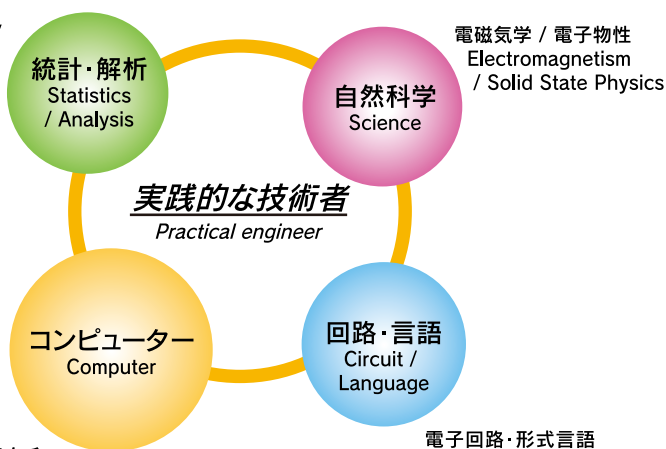 統計・解析
Statistics
/ Analysis
自然科学
Science
電磁気学 / 電子物性
Electromagnetism
/ Solid State Physics
実践的な技術者
Practical engineer
コンピューター
Computer
回路・言語
Circuit /
Language
電子回路・形式言語